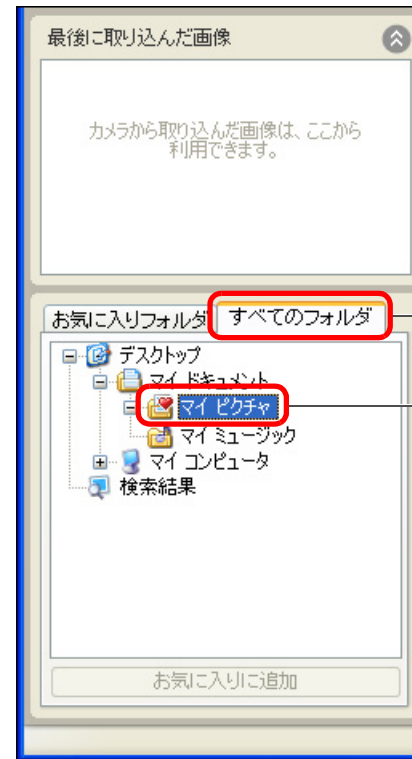 最後に取り込んだ画像
カメラから取り込んだ画像は、ここから
利用できます。
お気に入りフォルダ すべてのフォルダ
デスクトップ
マイ ドキュメント
マイ ピクチャ
マイ ミュージック
マイ コンピュータ
検索結果
お気に入りに追加